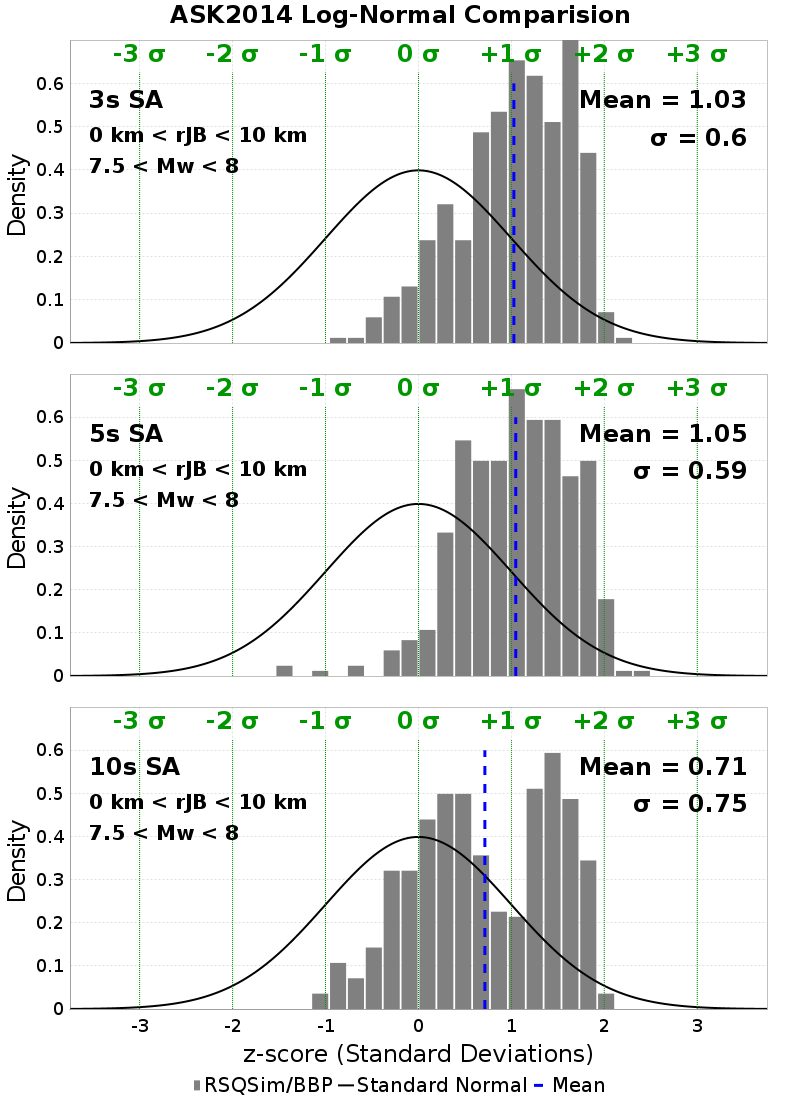 ASK2014 Log-Normal Comparision
-3 σ -2 σ -1 σ 0 σ +1 σ +2 σ +3 σ
3s SA
Mean = 1.03
0 km < rJB < 10 km
σ = 0.6
7.5 < Mw < 8
Density
0.6
0.5
0.4
0.3
0.2
0.1
0
-3 σ -2 σ -1 σ 0 σ +1 σ +2 σ +3 σ
5s SA
Mean = 1.05
0 km < rJB < 10 km
σ = 0.59
7.5 < Mw < 8
Density
0.6
0.5
0.4
0.3
0.2
0.1
0
-3 σ -2 σ -1 σ 0 σ +1 σ +2 σ +3 σ
10s SA
Mean = 0.71
0 km < rJB < 10 km
σ = 0.75
7.5 < Mw < 8
Density
0.6
0.5
0.4
0.3
0.2
0.1
0
-3 -2 -1 0 1 2 3
z-score (Standard Deviations)
RSQSim/BBP Standard Normal Mean